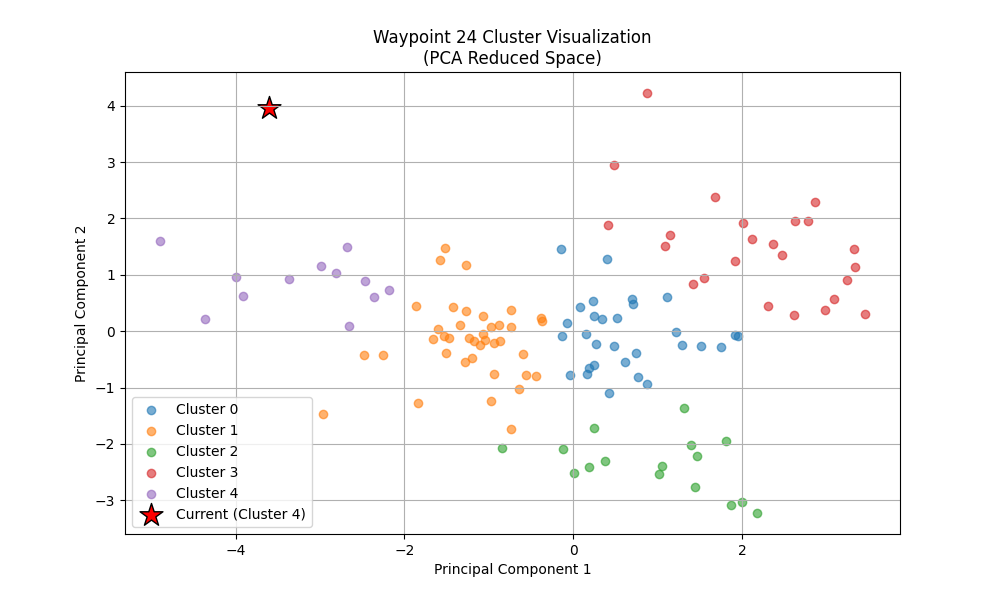 Waypoint 24 Cluster Visualization
(PCA Reduced Space)
Principal Component 2
4
3
2
1
0
−1
−2
−3
Cluster 0
Cluster 1
Cluster 2
Cluster 3
Cluster 4
Current (Cluster 4)
−4 −2 0 2
Principal Component 1